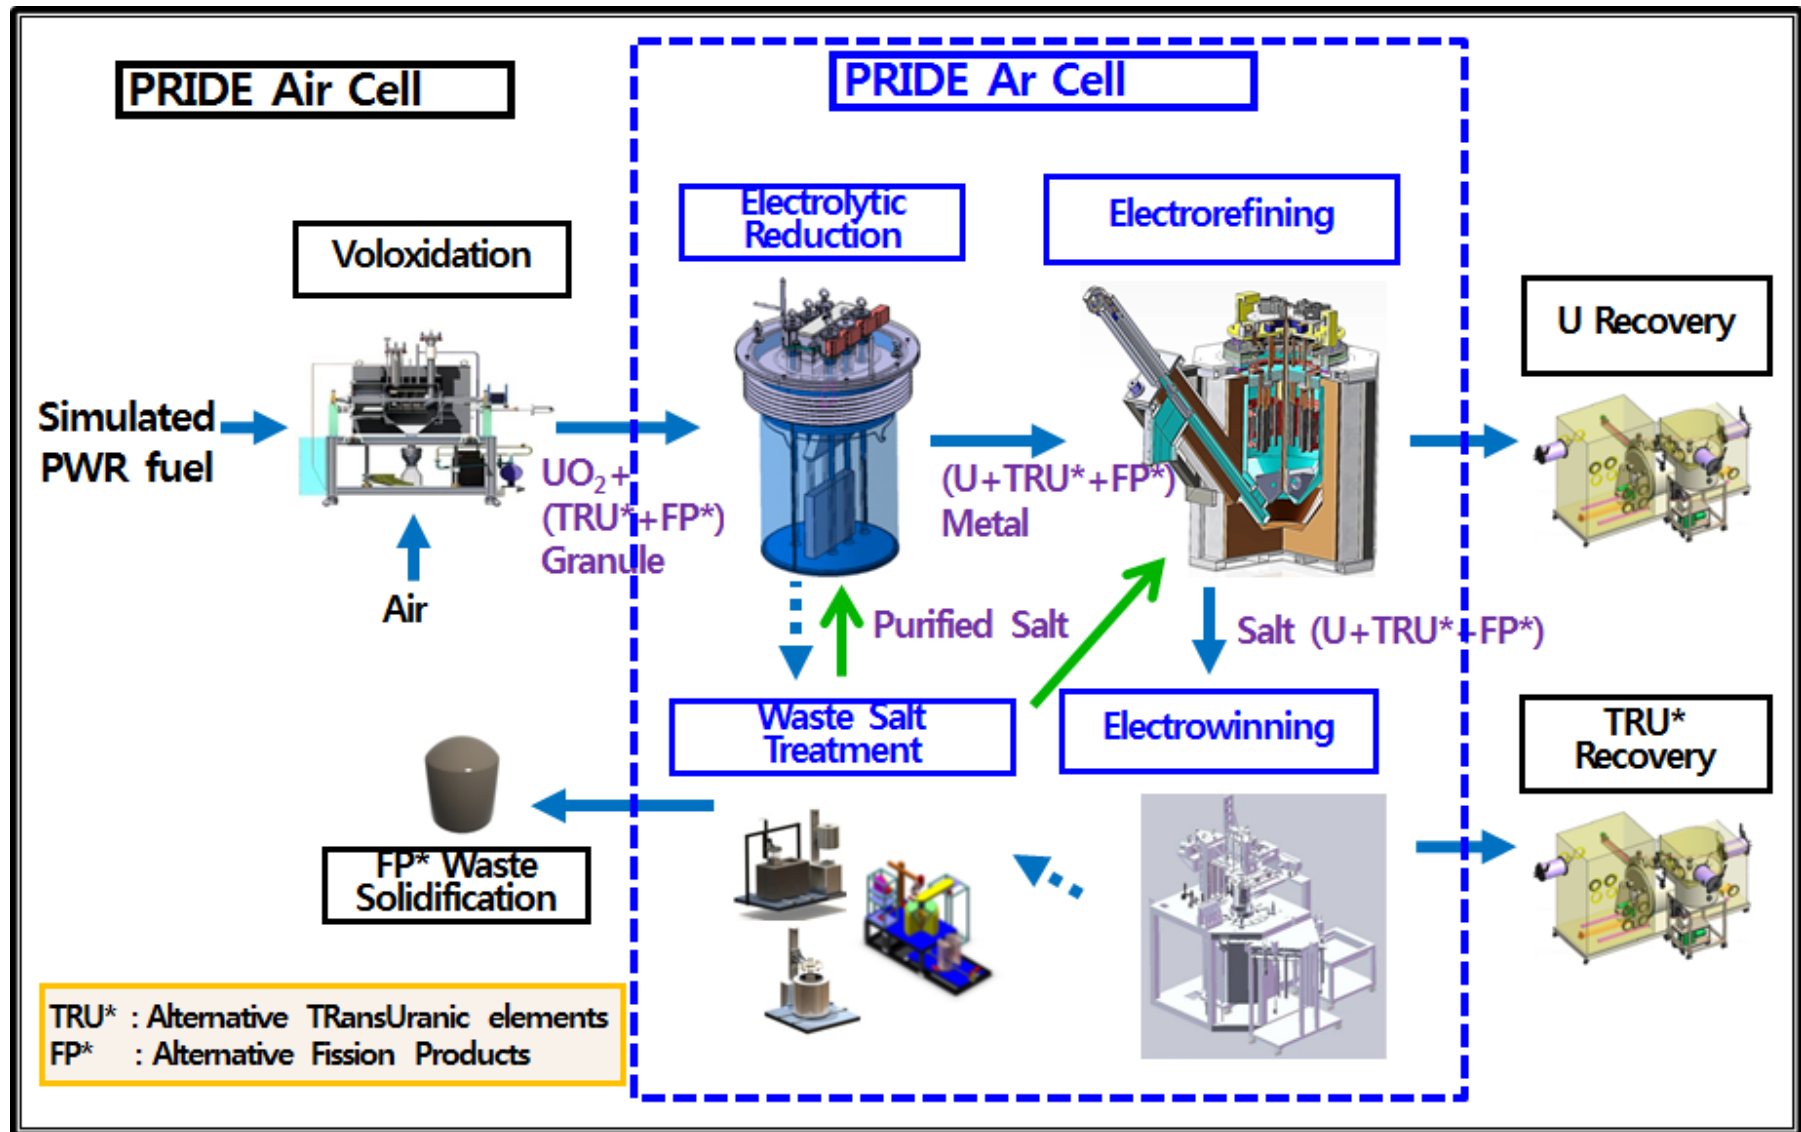 PRIDE Air Cell
PRIDE Ar Cell
Voloxidation
Electrolytic
Reduction
Electrorefining
U Recovery
Simulated
PWR fuel
UO₂+
(TRU*+FP*)
Granule
(U+TRU*+FP*)
Metal
Air
Purified Salt
Salt (U+TRU*+FP*)
Waste Salt
Treatment
Electrowinning
TRU*
Recovery
FP* Waste
Solidification
TRU* : Alternative TRansUranic elements
FP* : Alternative Fission Products